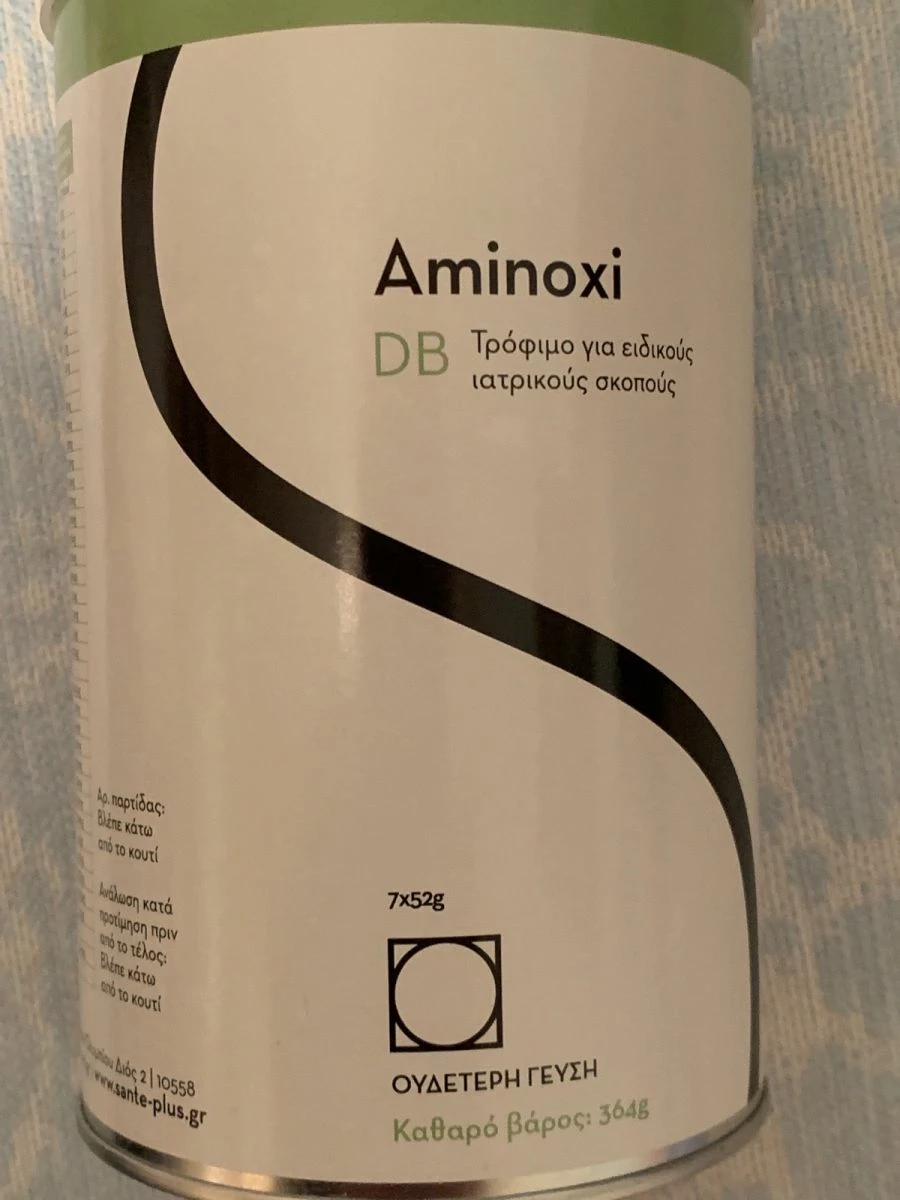 Aminoxi
DB
Τρόφιμο για ειδικούς
ιατρικούς σκοπούς
Αρ. παρτίδας:
Βλέπε κάτω
από το κουτί
Ανάλωση κατά
προτίμηση πριν
από το τέλος:
Βλέπε κάτω
από το κουτί
Διός 2 | 10558
www.sante-plus.gr
7x52g
ΟΥΔΕΤΕΡΗ ΓΕΥΣΗ
Καθαρό βάρος: 364g